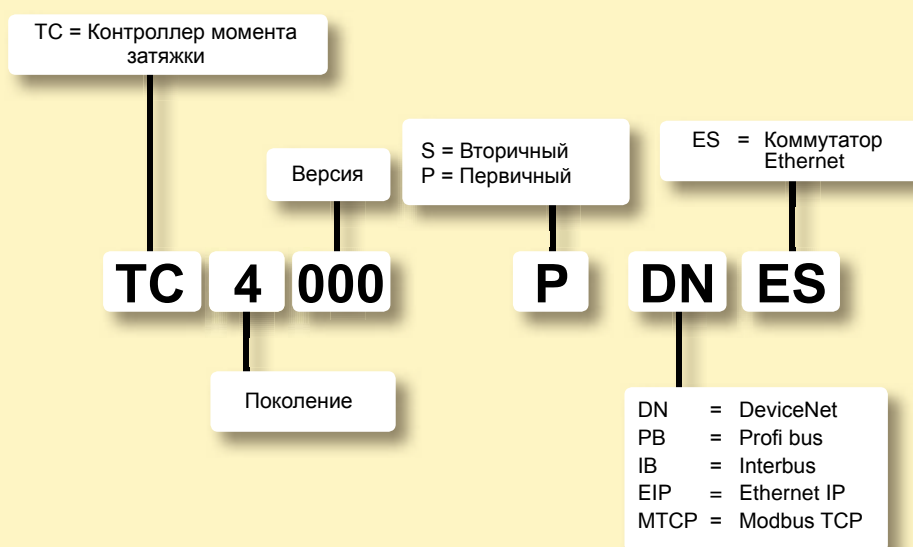 TC = Контроллер момента
затяжки
Версия
S = Вторичный
P = Первичный
ES = Коммутатор
Ethernet
TC 4 000 P DN ES
Поколение
DN = DeviceNet
PB = Profi bus
IB = Interbus
EIP = Ethernet IP
MTCP = Modbus TCP